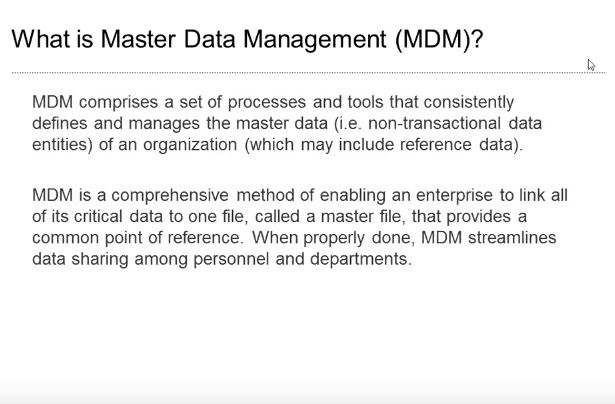 What is Master Data Management (MDM)?
MDM comprises a set of processes and tools that consistently
defines and manages the master data (i.e. non-transactional data
entities) of an organization (which may include reference data).
MDM is a comprehensive method of enabling an enterprise to link all
of its critical data to one file, called a master file, that provides a
common point of reference. When properly done, MDM streamlines
data sharing among personnel and departments.